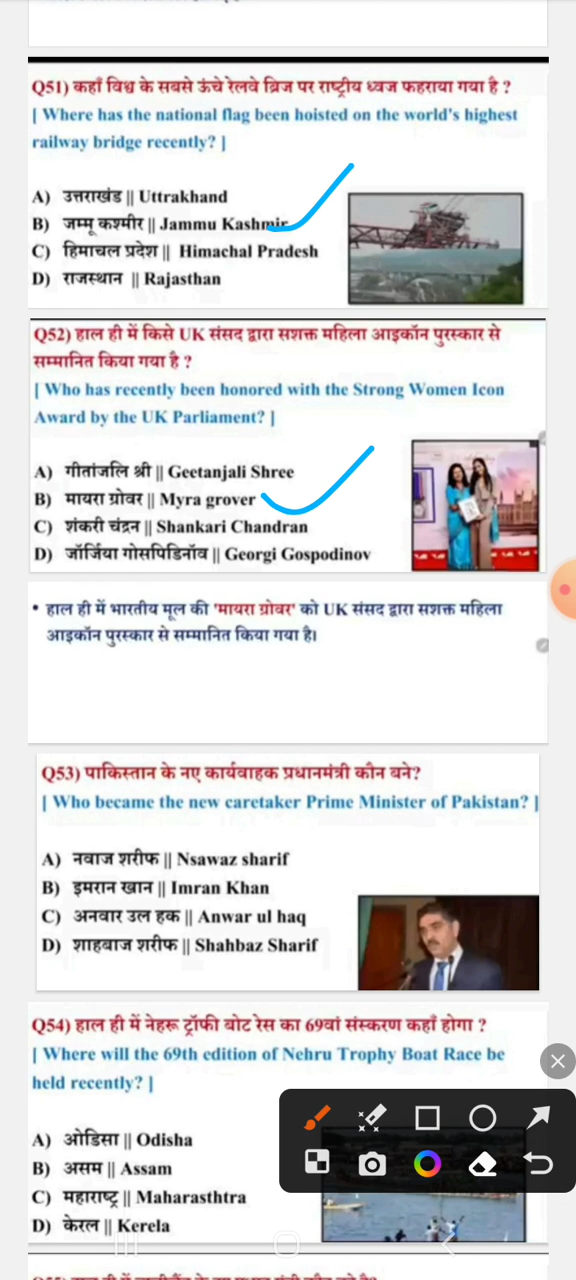 Q51) कहाँ विश्व के सबसे ऊंचे रेलवे ब्रिज पर राष्ट्रीय ध्वज फहराया गया है ?
[ Where has the national flag been hoisted on the world's highest
railway bridge recently? ]
A) उत्तराखंड || Uttrakhand
B) जम्मू कश्मीर || Jammu Kashmir
C) हिमाचल प्रदेश || Himachal Pradesh
D) राजस्थान || Rajasthan
Q52) हाल ही में किसे UK संसद द्वारा सशक्त महिला आइकॉन पुरस्कार से
सम्मानित किया गया है ?
[ Who has recently been honored with the Strong Women Icon
Award by the UK Parliament? ]
A) गीतांजलि श्री || Geetanjali Shree
B) मायरा ग्रोवर || Myra grover
C) शंकरी चंद्रन || Shankari Chandran
D) जॉर्जिया गोसपिडिनॉव || Georgi Gospodinov
• हाल ही में भारतीय मूल की 'मायरा ग्रोवर' को UK संसद द्वारा सशक्त महिला
आइकॉन पुरस्कार से सम्मानित किया गया है।
Q53) पाकिस्तान के नए कार्यवाहक प्रधानमंत्री कौन बने?
[ Who became the new caretaker Prime Minister of Pakistan? ]
A) नवाज शरीफ || Nsawaz sharif
B) इमरान खान || Imran Khan
C) अनवार उल हक || Anwar ul haq
D) शाहबाज शरीफ || Shahbaz Sharif
Q54) हाल ही में नेहरू ट्रॉफी बोट रेस का 69वां संस्करण कहाँ होगा ?
[ Where will the 69th edition of Nehru Trophy Boat Race be
held recently? ]
A) ओडिसा || Odisha
B) असम || Assam
C) महाराष्ट्र || Maharasthtra
D) केरल || Kerela